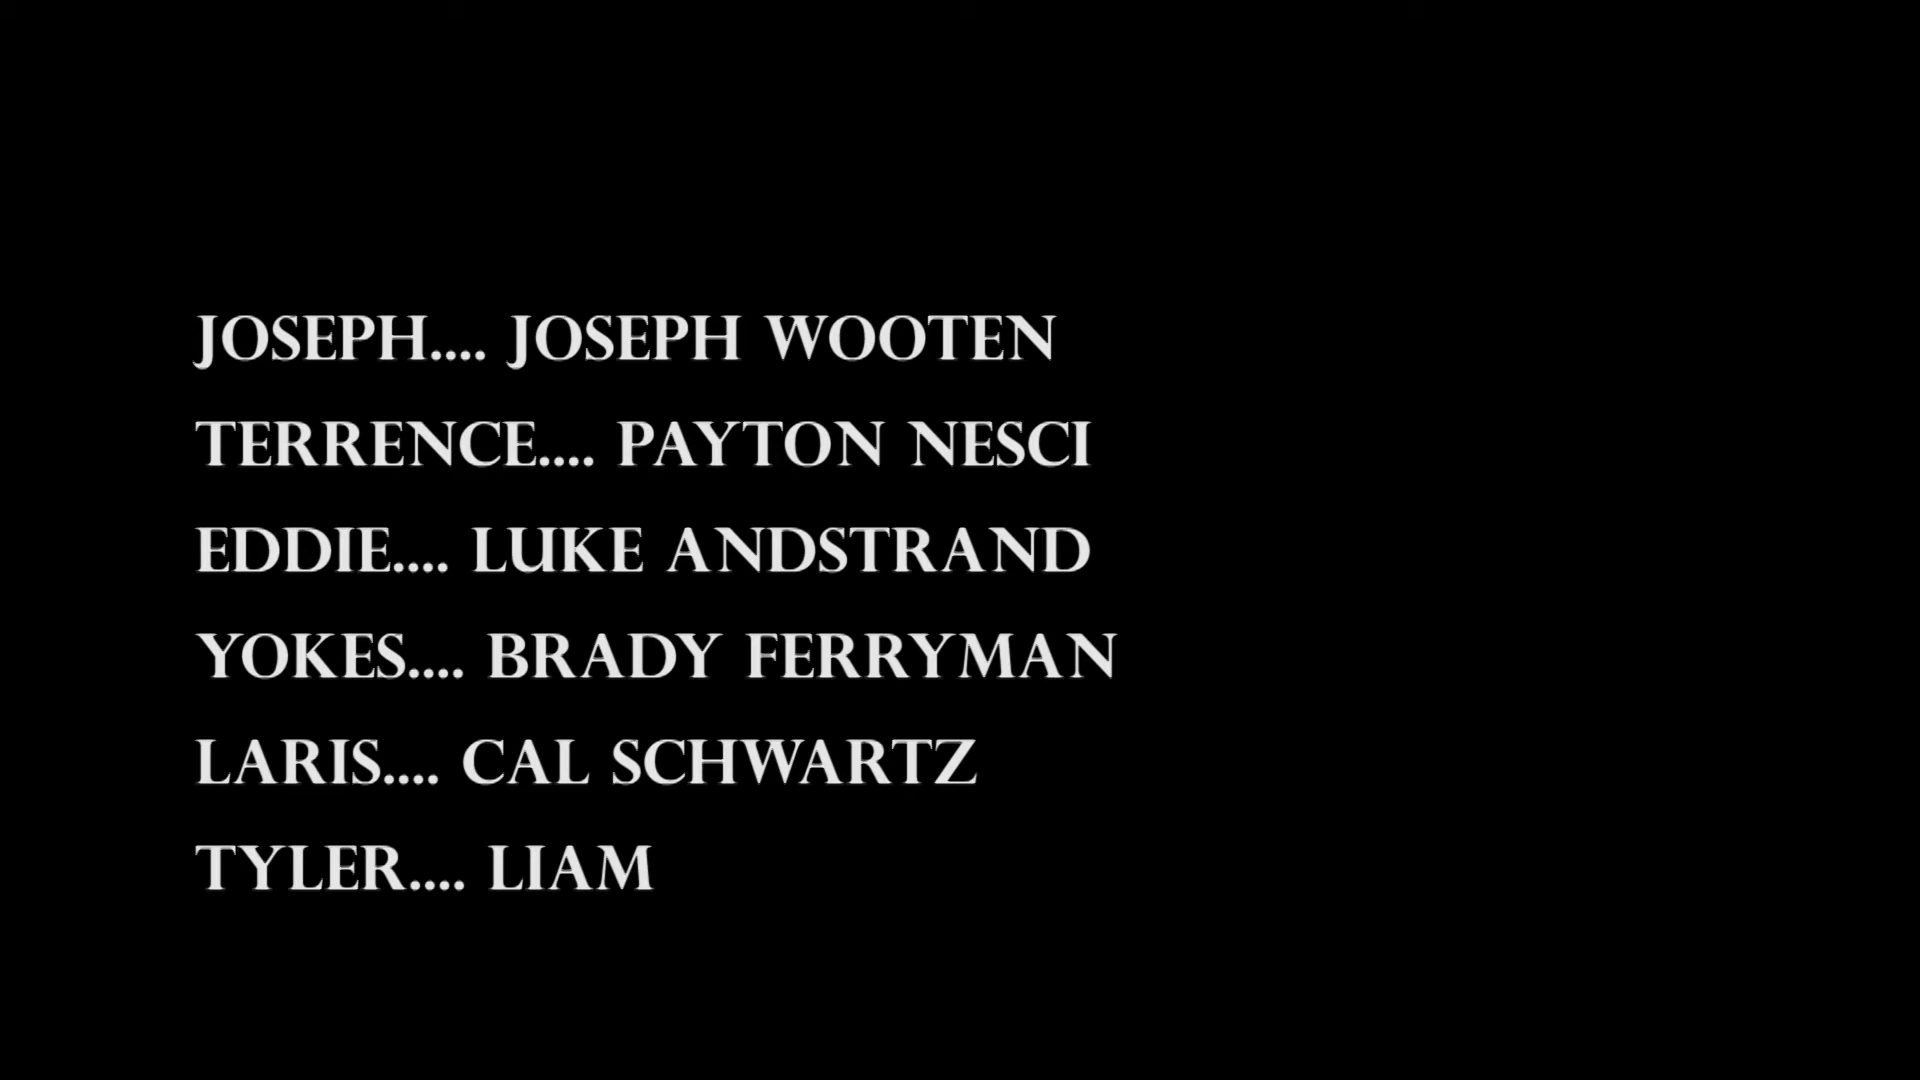 JOSEPH.... JOSEPH WOOTEN
TERRENCE.... PAYTON NESCI
EDDIE.... LUKE ANDSTRAND
YOKES.... BRADY FERRYMAN
LARIS.... CAL SCHWARTZ
TYLER.... LIAM